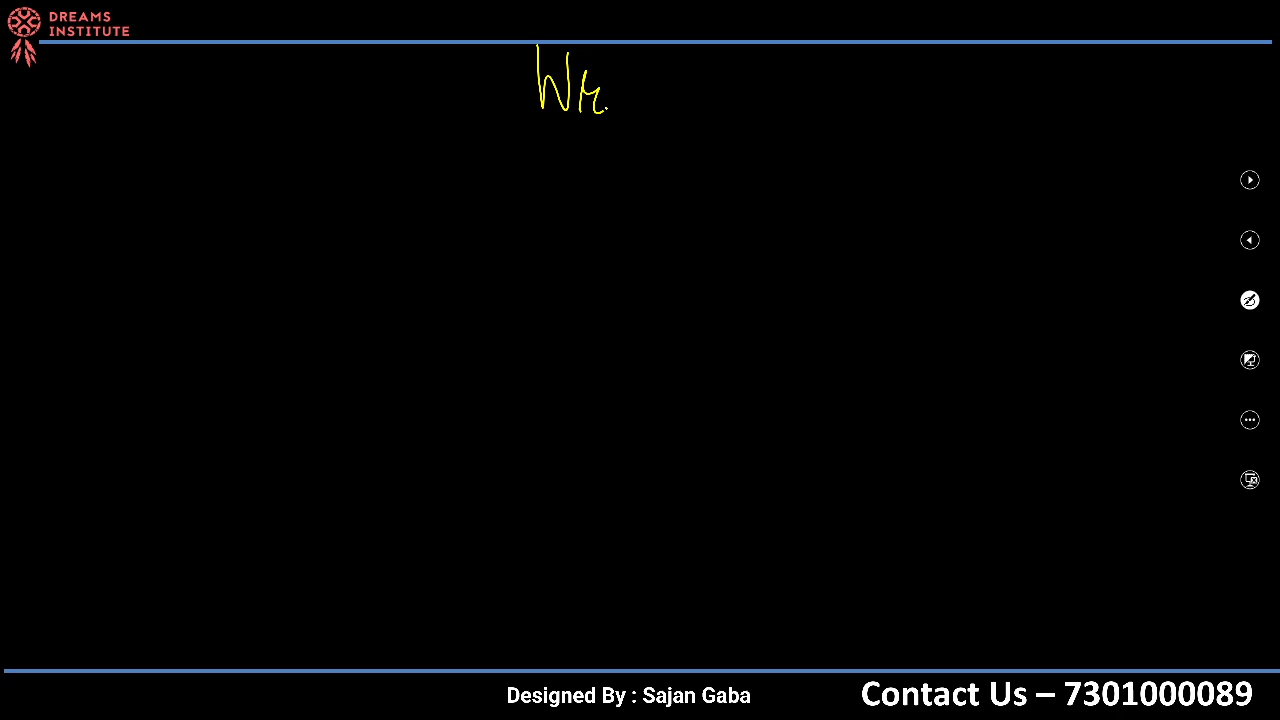 DREAMS
INSTITUTE
Designed By : Sajan Gaba
Contact Us – 7301000089